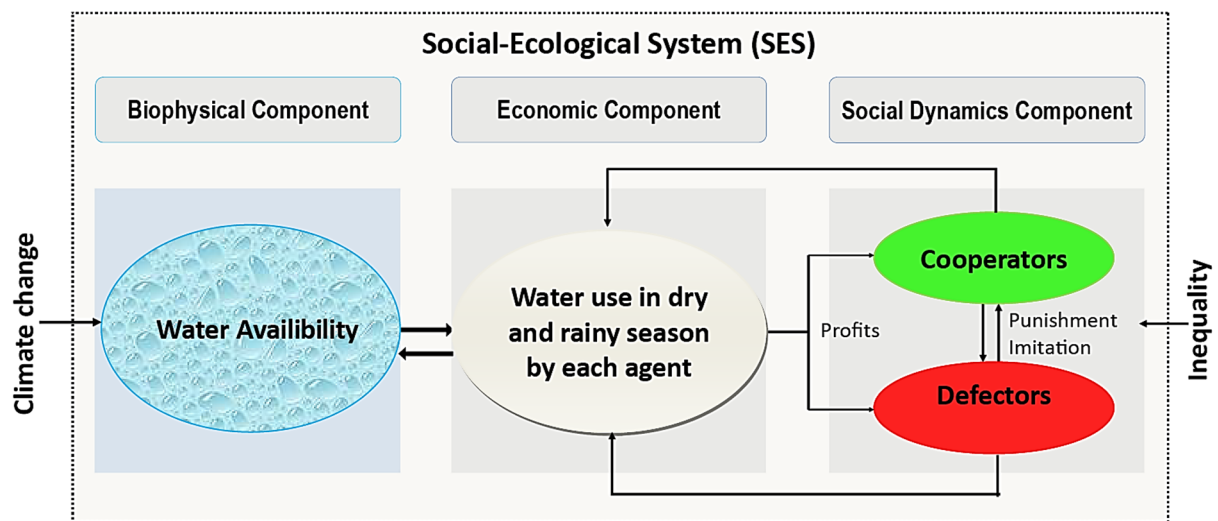 Social-Ecological System (SES)
Biophysical Component
Economic Component
Social Dynamics Component
Climate change
Water Availibility
Water use in dry
and rainy season
by each agent
Profits
Cooperators
Punishment
Imitation
Defectors
Inequality